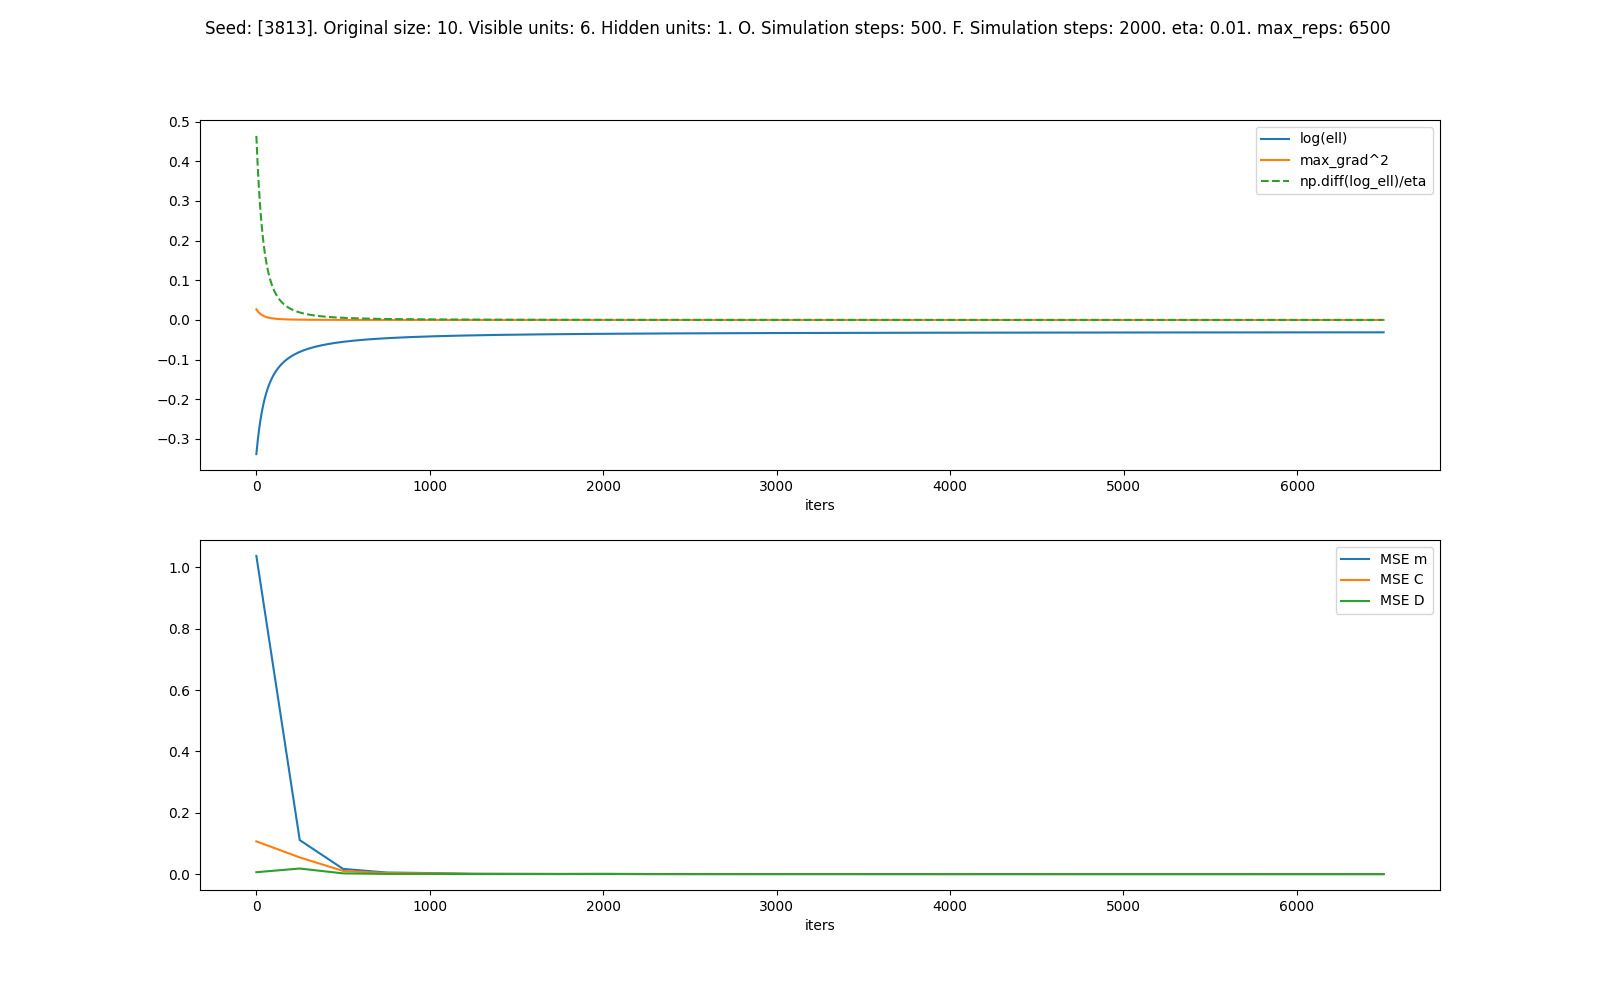 Seed: [3813]. Original size: 10. Visible units: 6. Hidden units: 1. O. Simulation steps: 500. F. Simulation steps: 2000. eta: 0.01. max_reps: 6500
0.5
0.4
0.3
0.2
0.1
0.0
−0.1
−0.2
−0.3
log(ell)
max_grad^2
np.diff(log_ell)/eta
0 1000 2000 3000 4000 5000 6000
iters
1.0
0.8
0.6
0.4
0.2
0.0
MSE m
MSE C
MSE D
0 1000 2000 3000 4000 5000 6000
iters